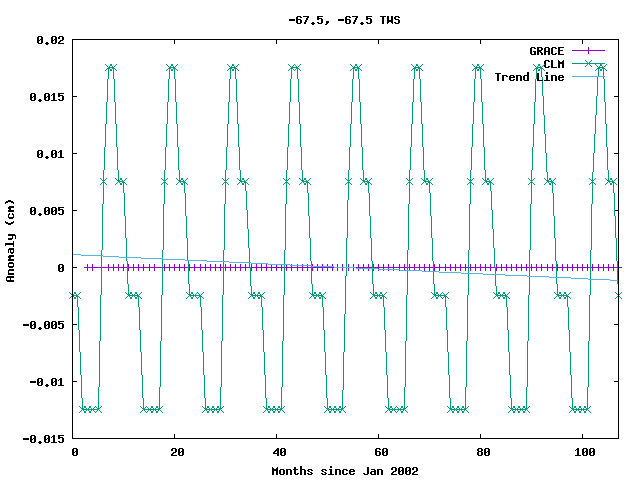 -67.5, -67.5 TWS
GRACE
CLM
Trend Line
0.02
0.015
0.01
0.005
0
-0.005
-0.01
-0.015
Anomaly (cm)
0 20 40 60 80 100
Months since Jan 2002